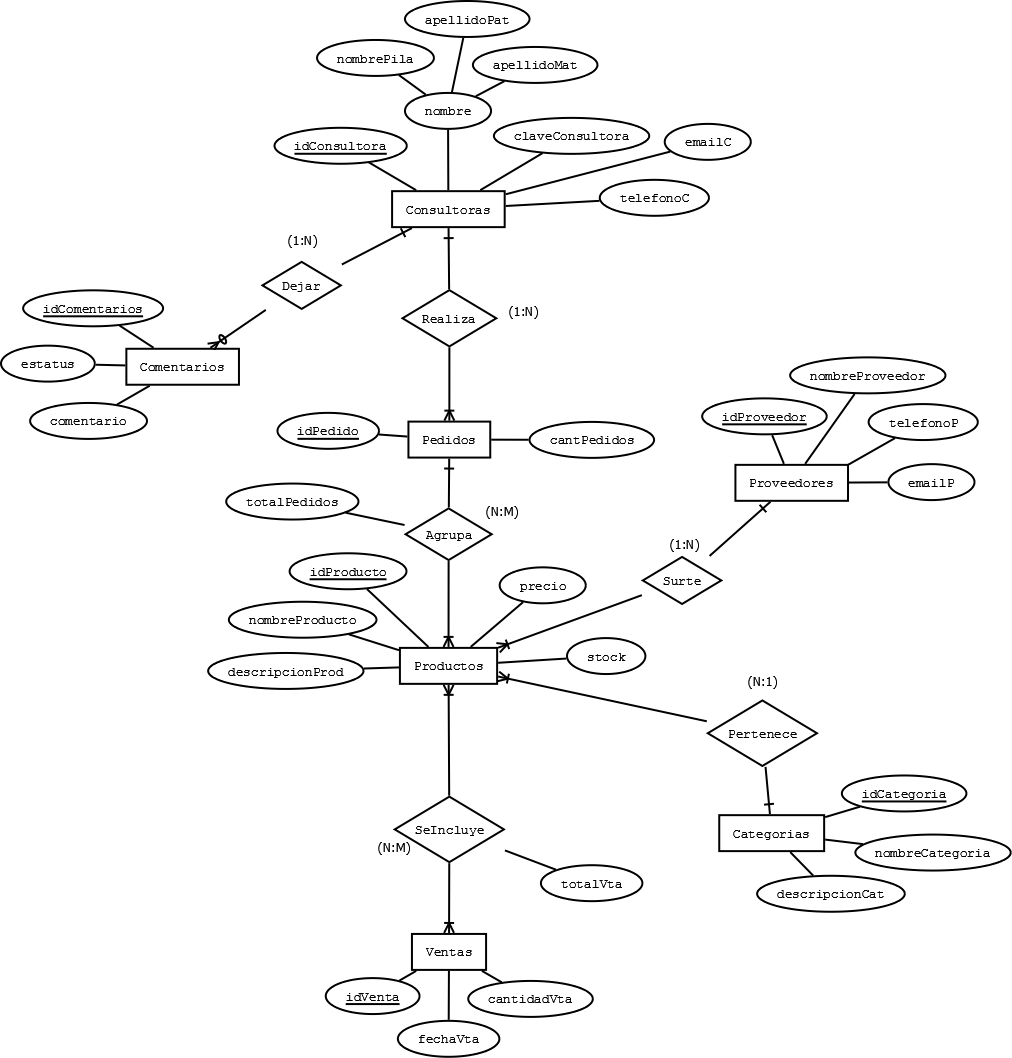 apellidoPat
nombrePila
apellidoMat
nombre
claveConsultora
idConsultora
emailC
telefonoC
Consultoras
(1:N)
Dejar
idComentarios
Realiza
(1:N)
estatus
Comentarios
nombreProveedor
comentario
idPedido
Pedidos
cantPedidos
idProveedor
telefonoP
Proveedores
emailP
totalPedidos
(N:M)
Agrupa
(1:N)
idProducto
precio
Surte
nombreProducto
stock
descripcionProd
Productos
(N:1)
Pertenece
idCategoria
SeIncluye
Categorias
(N:M)
nombreCategoria
totalVta
descripcionCat
Ventas
idVenta
cantidadVta
fechaVta